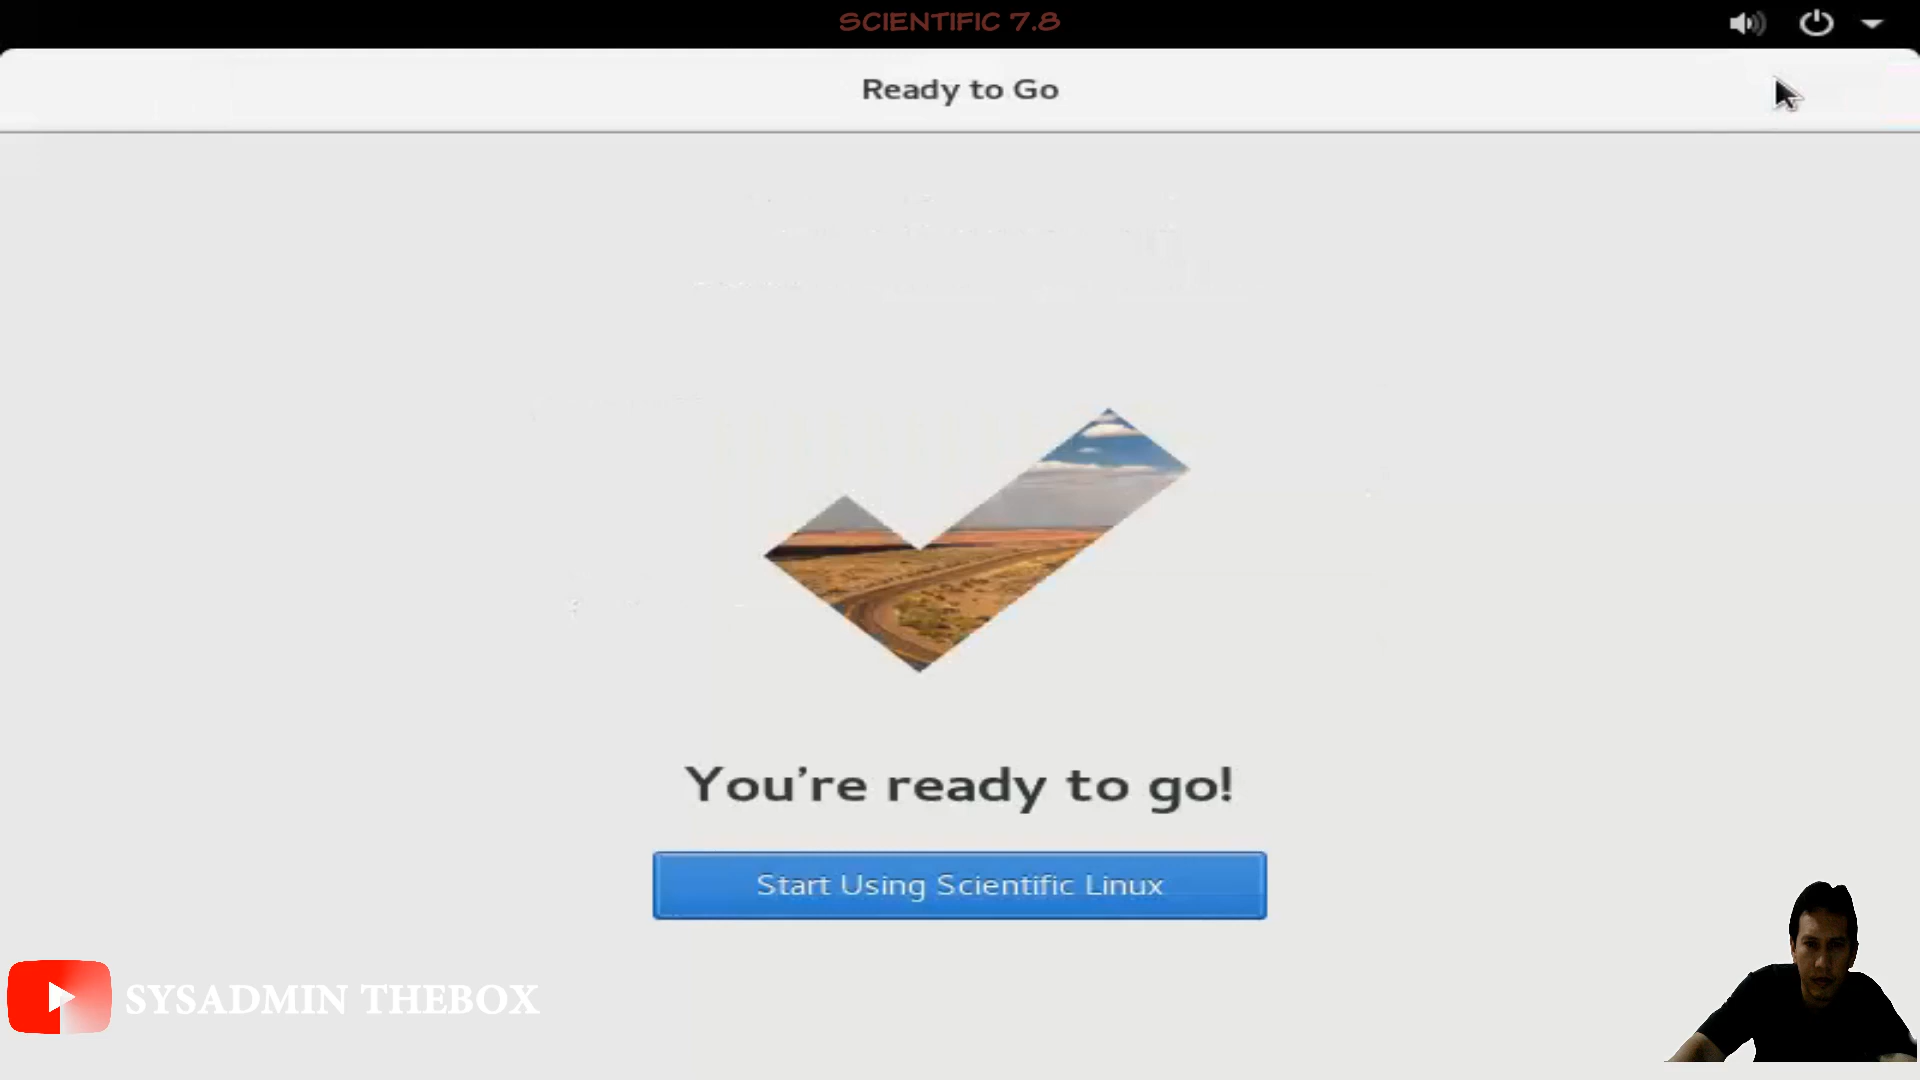 SCIENTIFIC 7.8
Ready to Go
You're ready to go!
Start Using Scientific Linux
SYSADMIN THEBOX